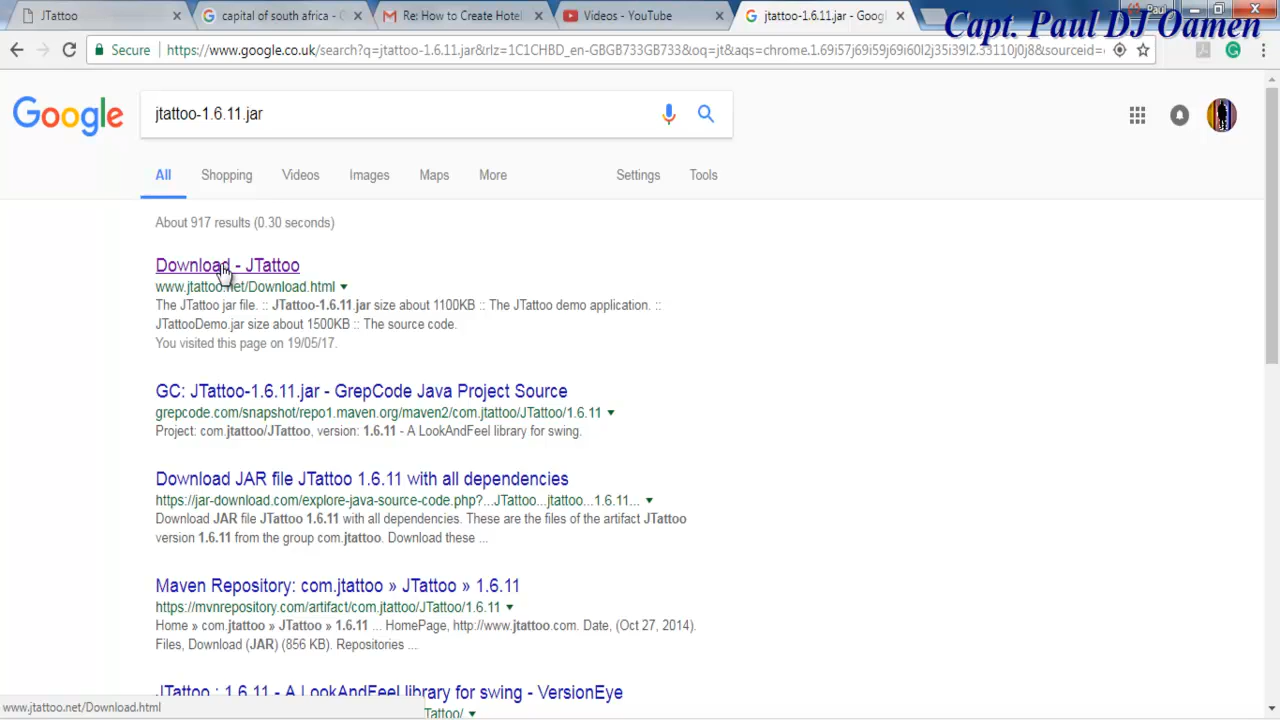 JTattoo
capital of south africa -
Re: How to Create Hotel
Videos - YouTube
jtattoo-1.6.11.jar - Googl
Paul
Capt. Paul DJ Oamen
Secure
https://www.google.co.uk/search?q=jtattoo-1.6.11.jar&rlz=1C1CHBD_en-GBGB733GB733&oq=jt&aqs=chrome.1.69i57j69i59j69i60l2j35i39l2.33110j0j8&sourceid=
Google
jtattoo-1.6.11.jar
All Shopping Videos Images Maps More Settings Tools
About 917 results (0.30 seconds)
Download - JTattoo
www.jtattoo.net/Download.html
The JTattoo jar file. :: JTattoo-1.6.11.jar size about 1100KB :: The JTattoo demo application. ::
JTattooDemo.jar size about 1500KB :: The source code.
You visited this page on 19/05/17.
GC: JTattoo-1.6.11.jar - GrepCode Java Project Source
grepcode.com/snapshot/repo1.maven.org/maven2/com.jtattoo/JTattoo/1.6.11
Project: com.jtattoo/JTattoo, version: 1.6.11 - A LookAndFeel library for swing.
Download JAR file JTattoo 1.6.11 with all dependencies
https://jar-download.com/explore-java-source-code.php?...JTattoo...jtattoo...1.6.11...
Download JAR file JTattoo 1.6.11 with all dependencies. These are the files of the artifact JTattoo
version 1.6.11 from the group com.jtattoo. Download these ...
Maven Repository: com.jtattoo » JTattoo » 1.6.11
https://mvnrepository.com/artifact/com.jtattoo/JTattoo/1.6.11
Home » com.jtattoo » JTattoo » 1.6.11 ... HomePage, http://www.jtattoo.com. Date, (Oct 27, 2014).
Files, Download (JAR) (856 KB). Repositories ...
JTattoo : 1.6.11 - A LookAndFeel library for swing - VersionEye
www.jtattoo.net/Download.html
Tattoo/